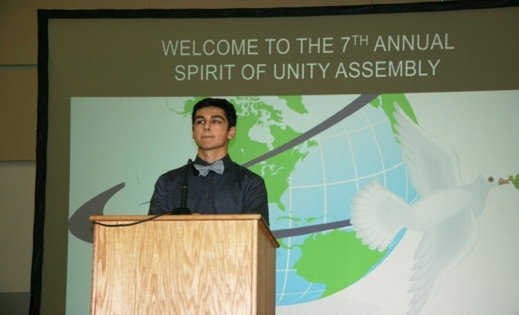 WELCOME TO THE 7TH ANNUAL
SPIRIT OF UNITY ASSEMBLY